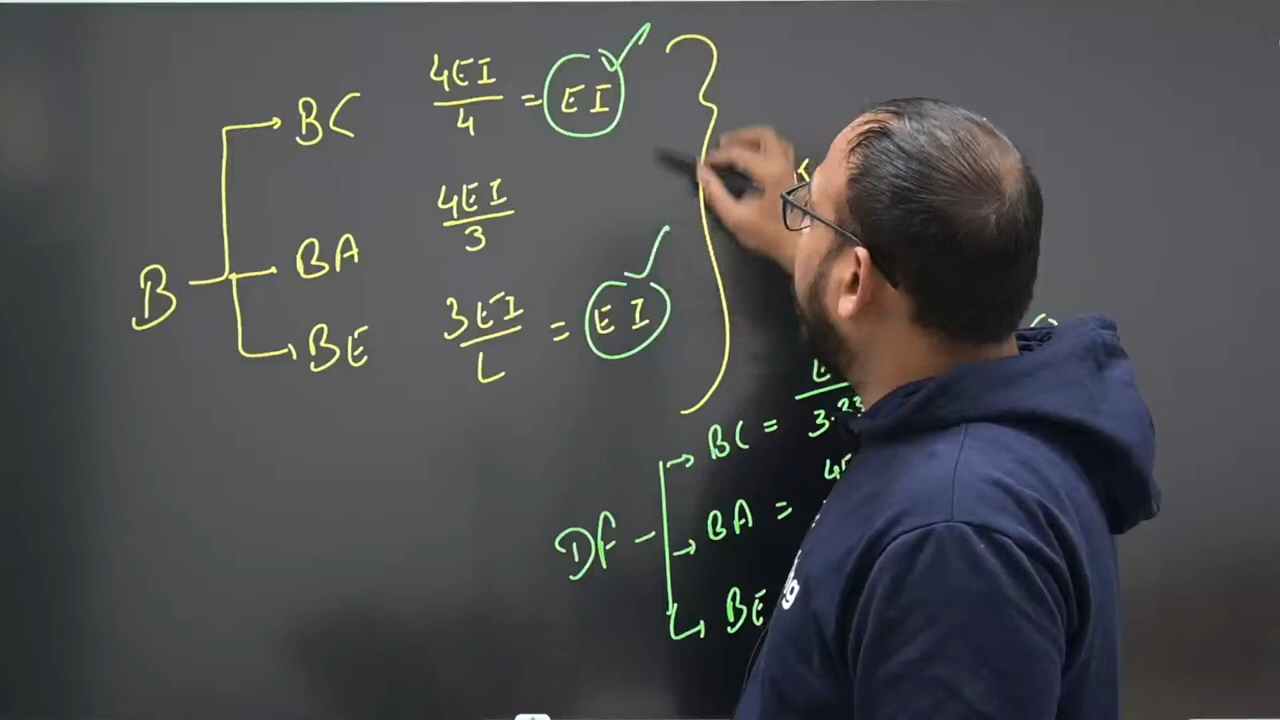 B
BC 4EI/4 = EI
BA 4EI/3
BE 3EI/L = EI
DF
BC =
BA =
BE